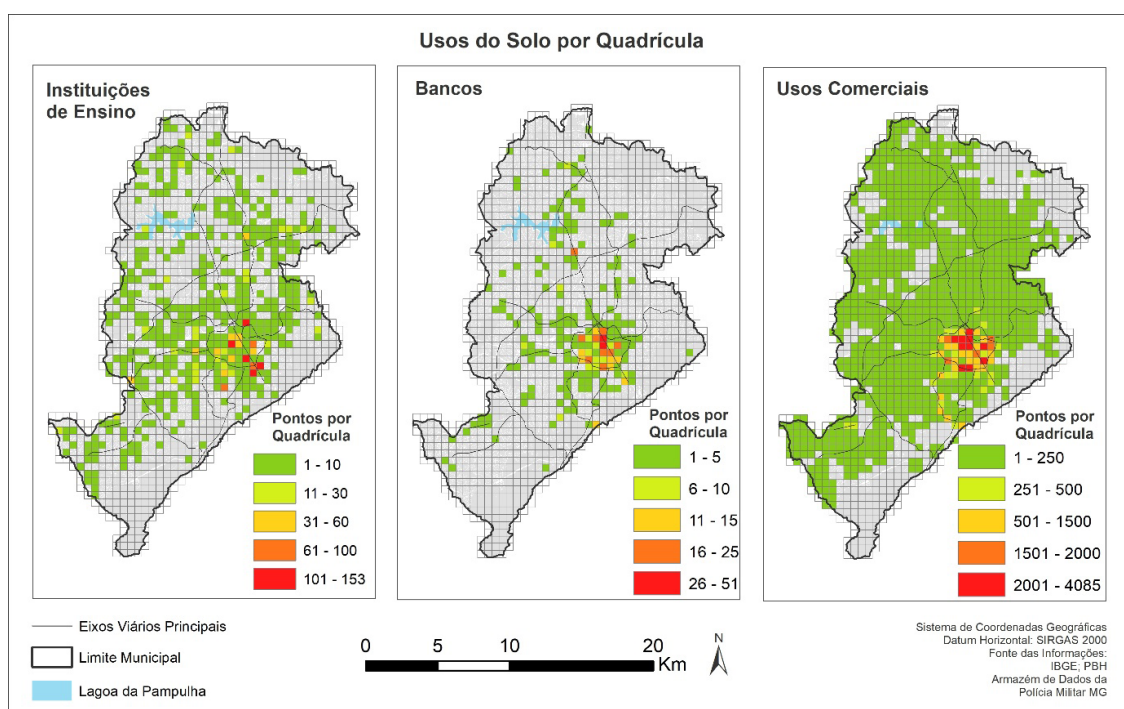 Usos do Solo por Quadrícula
Instituições
de Ensino
Pontos por
Quadrícula
1 - 10
11 - 30
31 - 60
61 - 100
101 - 153
Bancos
Pontos por
Quadrícula
1 - 5
6 - 10
11 - 15
16 - 25
26 - 51
Usos Comerciais
Pontos por
Quadrícula
1 - 250
251 - 500
501 - 1500
1501 - 2000
2001 - 4085
Eixos Viários Principais
Limite Municipal
Lagoa da Pampulha
0 5 10 20
Km
N
Sistema de Coordenadas Geográficas
Datum Horizontal: SIRGAS 2000
Fonte das Informações:
IBGE; PBH
Armazém de Dados da
Polícia Militar MG